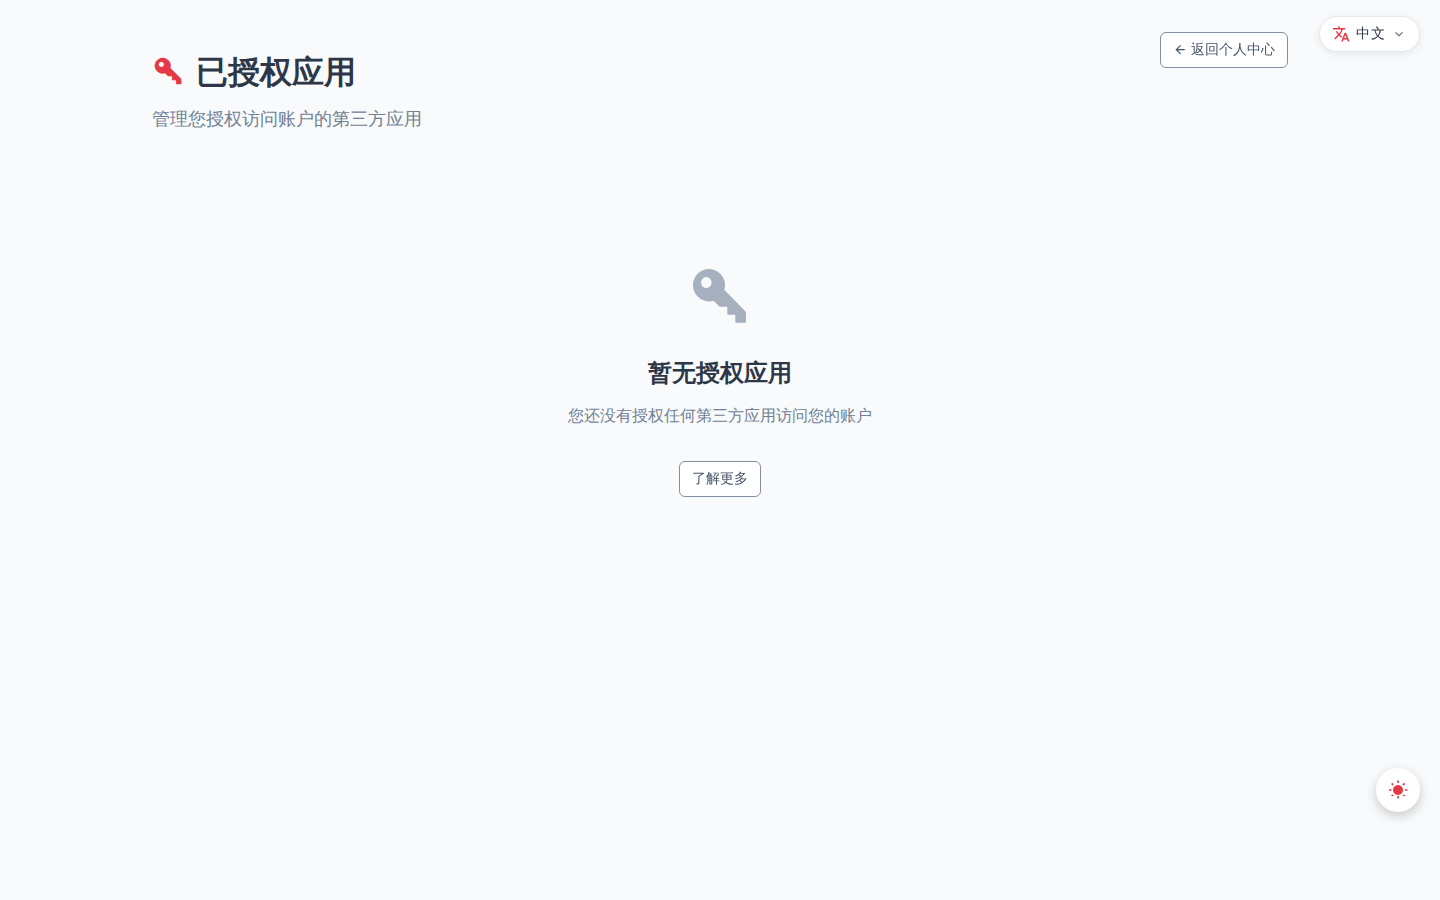 已授权应用
管理您授权访问账户的第三方应用
返回个人中心
中文
暂无授权应用
您还没有授权任何第三方应用访问您的账户
了解更多